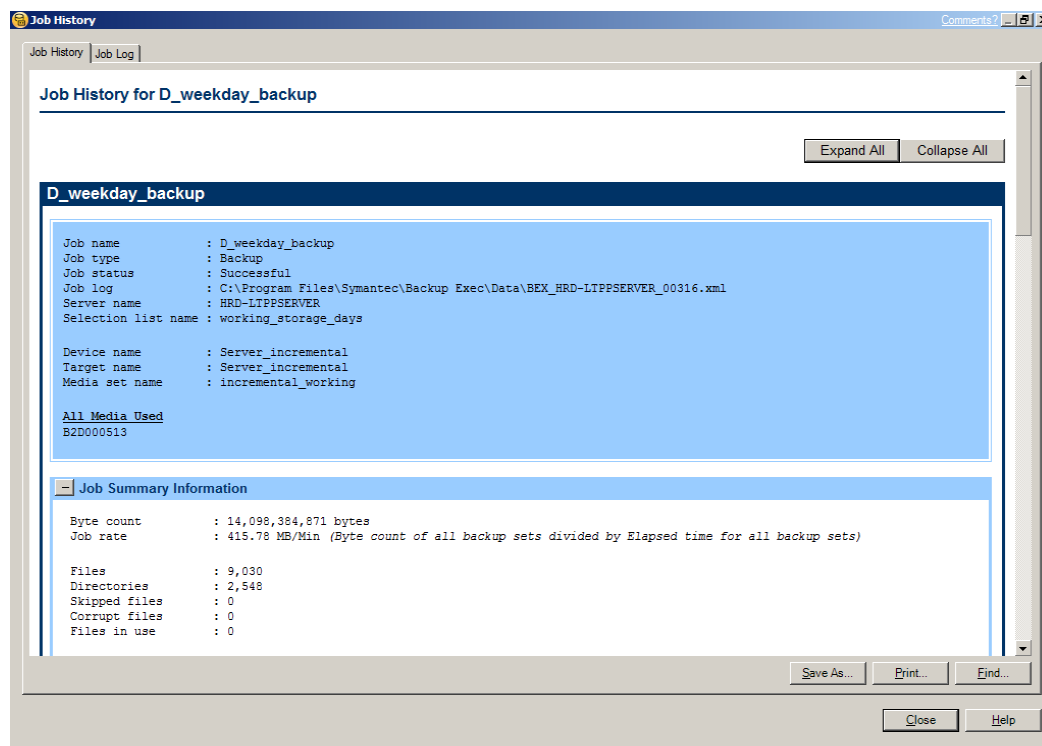 Job History
Comments?
Job History
Job Log
Job History for D_weekday_backup
Expand All
Collapse All
D_weekday_backup
Job name : D_weekday_backup
Job type : Backup
Job status : Successful
Job log : C:\Program Files\Symantec\Backup Exec\Data\BEX_HRD-LTPPSERVER_00316.xml
Server name : HRD-LTPPSERVER
Selection list name : working_storage_days
Device name : Server_incremental
Target name : Server_incremental
Media set name : incremental_working
All Media Used
B2D000513
Job Summary Information
Byte count : 14,098,384,871 bytes
Job rate : 415.78 MB/Min (Byte count of all backup sets divided by Elapsed time for all backup sets)
Files : 9,030
Directories : 2,548
Skipped files : 0
Corrupt files : 0
Files in use : 0
Save As...
Print...
Find...
Close
Help